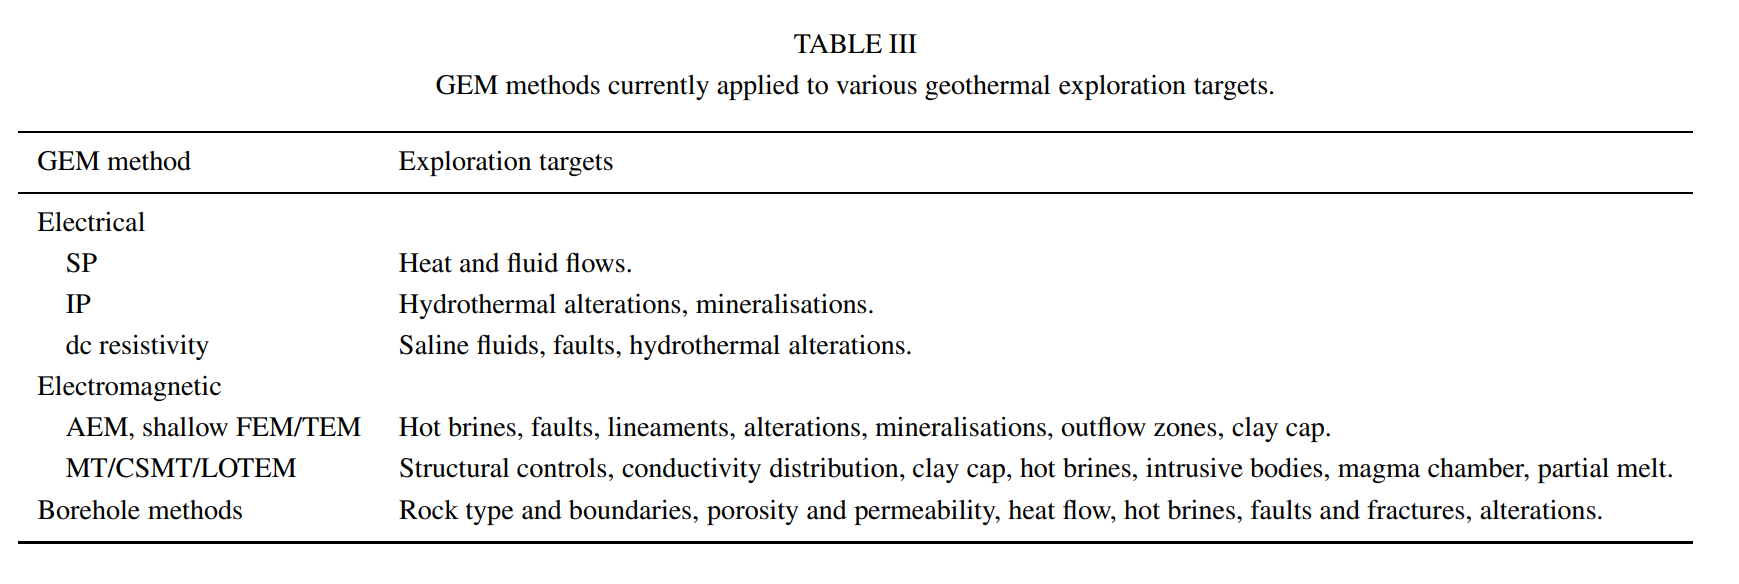 TABLE III
GEM methods currently applied to various geothermal exploration targets.
GEM method Exploration targets
Electrical
SP Heat and fluid flows.
IP Hydrothermal alterations, mineralisations.
dc resistivity Saline fluids, faults, hydrothermal alterations.
Electromagnetic
AEM, shallow FEM/TEM Hot brines, faults, lineaments, alterations, mineralisations, outflow zones, clay cap.
MT/CSMT/LOTEM Structural controls, conductivity distribution, clay cap, hot brines, intrusive bodies, magma chamber, partial melt.
Borehole methods Rock type and boundaries, porosity and permeability, heat flow, hot brines, faults and fractures, alterations.